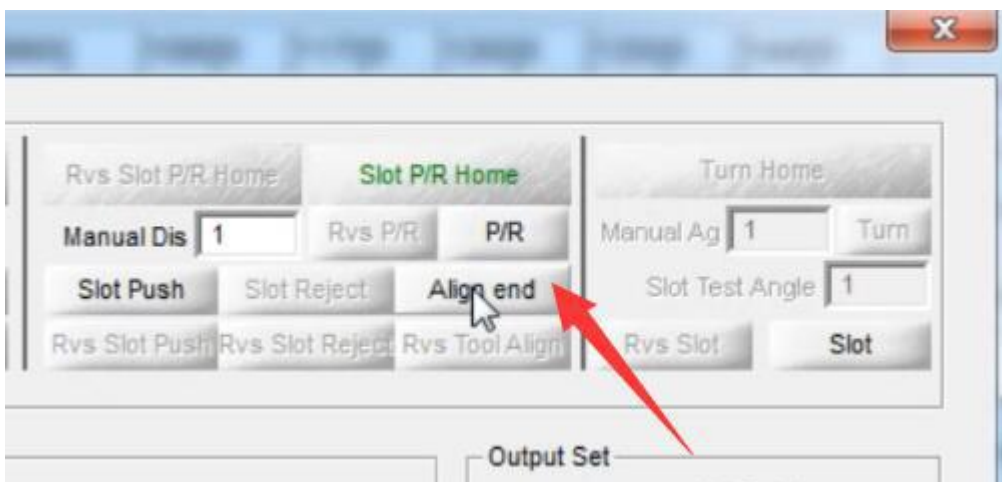 Rvs Slot P/R Home Slot P/R Home Turn Home
Manual Dis 1 Rvs P/R P/R Manual Ag 1 Turn
Slot Push Slot Reject Align end Slot Test Angle 1
Rvs Slot Push Rvs Slot Reject Rvs Tool Align Rvs Slot Slot
Output Set